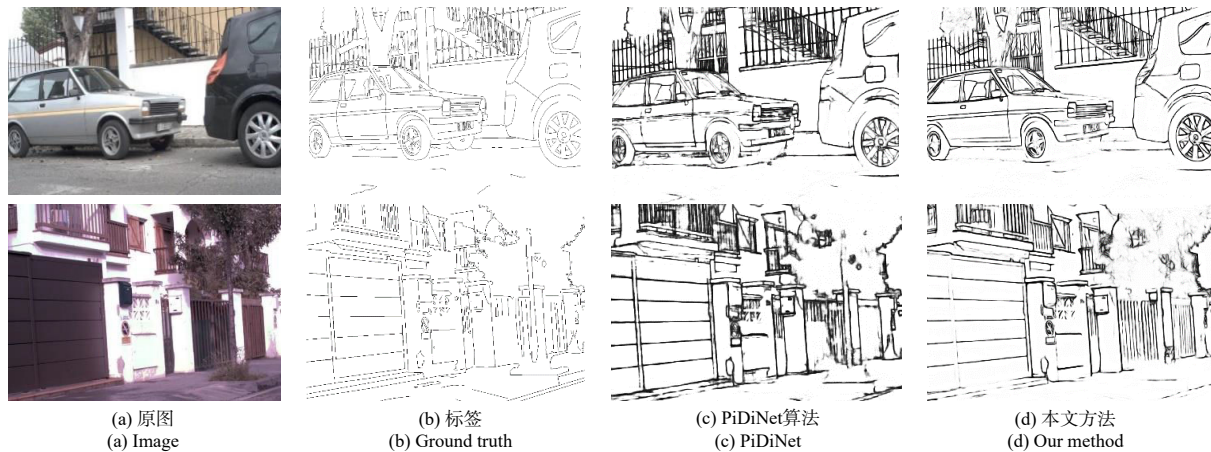 (a) 原图
(a) Image
(b) 标签
(b) Ground truth
(c) PiDiNet算法
(c) PiDiNet
(d) 本文方法
(d) Our method